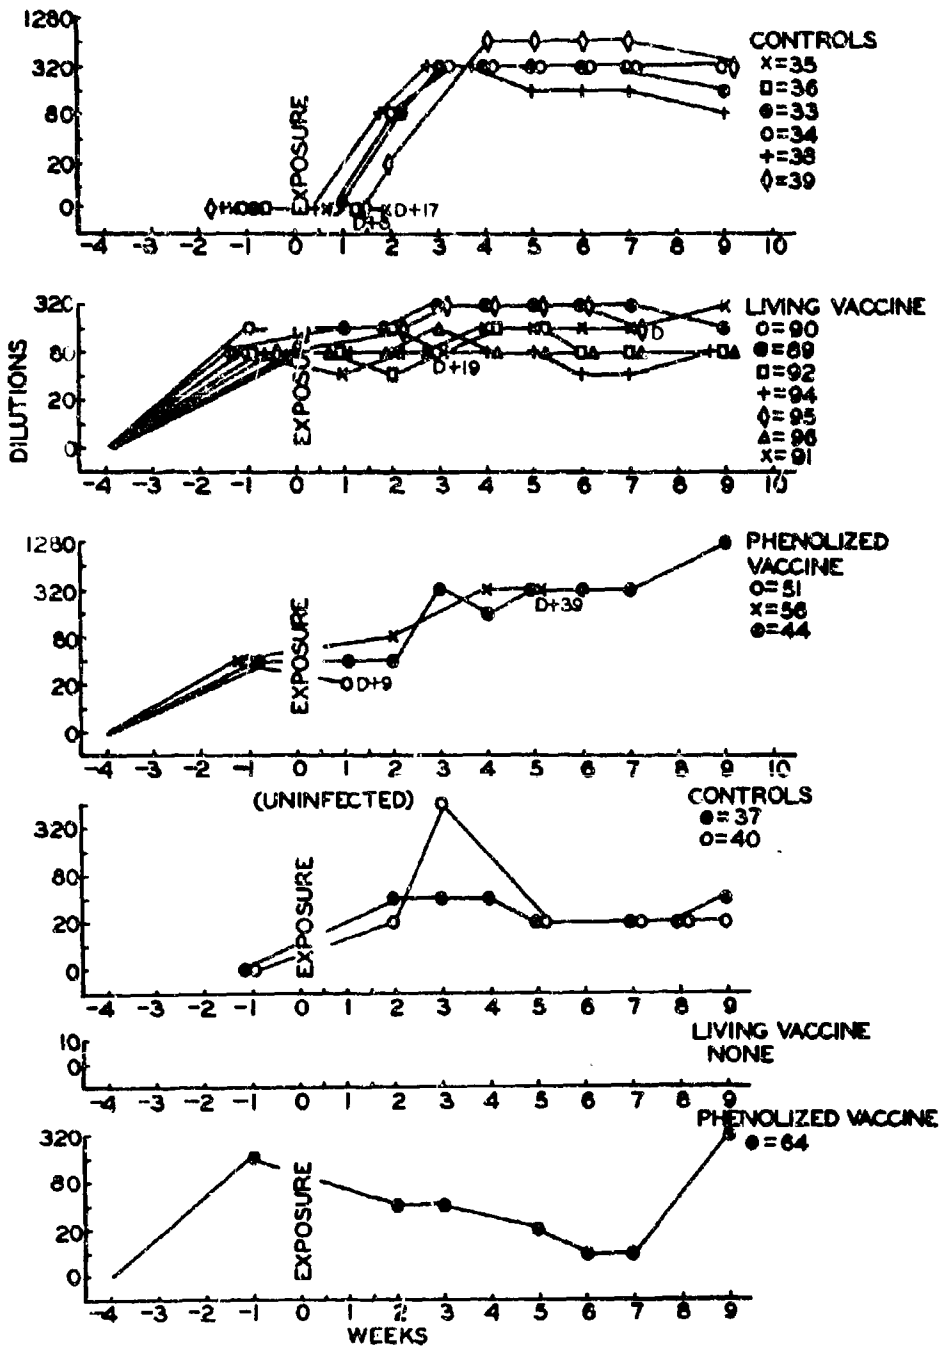 1280
320
80
20
0
EXPOSURE
D+17
CONTROLS
x=35
□=36
●=33
o=34
+=38
◊=39
-4 -3 -2 -1 0 1 2 3 4 5 6 7 8 9 10
DILUTIONS
320
80
20
0
EXPOSURE
D+19
D
LIVING VACCINE
o=90
●=89
□=92
+=94
◊=95
△=96
x=91
-4 -3 -2 -1 0 1 2 3 4 5 6 7 8 9 10
1280
320
80
20
0
EXPOSURE
D+9
D+39
PHENOLIZED
VACCINE
o=51
x=56
●=44
-4 -3 -2 -1 0 1 2 3 4 5 6 7 8 9 10
(UNINFECTED)
320
80
20
0
EXPOSURE
CONTROLS
●=37
o=40
-4 -3 -2 -1 0 1 2 3 4 5 6 7 8 9
LIVING VACCINE
NONE
10
0
-4 -3 -2 -1 0 1 2 3 4 5 6 7 8 9
PHENOLIZED VACCINE
●=64
320
80
20
0
EXPOSURE
-4 -3 -2 -1 0 1 2 3 4 5 6 7 8 9
WEEKS